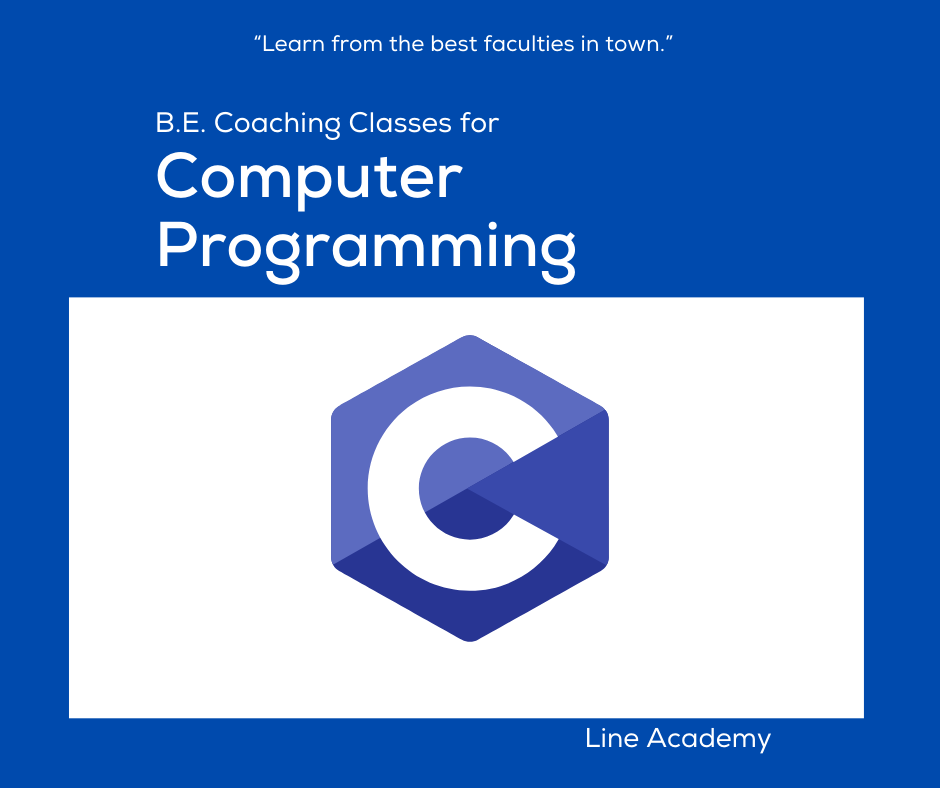 “Learn from the best faculties in town.”
B.E. Coaching Classes for
Computer
Programming
C
Line Academy